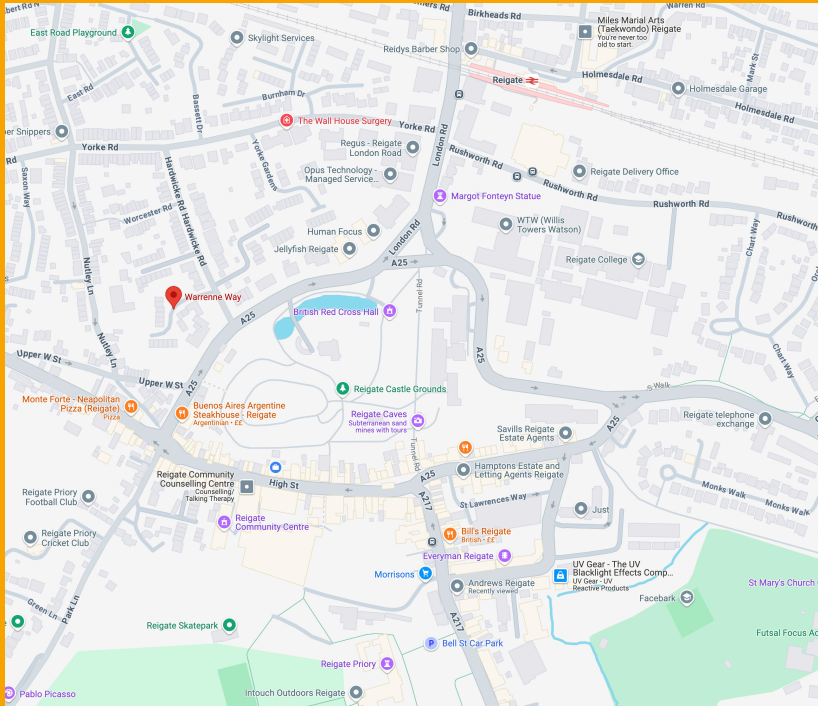 bert Rd N
East Road Playground
Skylight Services
Birkheads Rd
Warren Rd
Miles Marial Arts
(Taekwondo) Reigate
You're never too
old to start.
Reidys Barber Shop
Mark St
East Rd
Bassett Dr
Burnham Dr
Reigate
Holmesdale Rd
Holmesdale Garage
Holmesdale Rd
The Wall House Surgery
Yorke Rd
London Rd
er Snippers
Yorke Rd
Rd
Regus - Reigate
London Road
Rushworth Rd
Saxon Way
Hardwicke Rd
Yorke Gardens
Opus Technology -
Managed Service...
Reigate Delivery Office
Rushworth Rd
Margot Fonteyn Statue
Rushworth Rd
Rushworth
Worcester Rd
Hardwicke Rd
Human Focus
London Rd
WTW (Willis
Towers Watson)
Chart Way
Nutley Ln
Jellyfish Reigate
A25
Reigate College
Warrenne Way
Tunnel Rd
British Red Cross Hall
A25
Nutley Ln
A25
Chart Way
Upper W St
Upper W St
A25
Reigate Castle Grounds
S Walk
Monte Forte - Neapolitan
Pizza (Reigate)
Pizza
Buenos Aires Argentine
Steakhouse - Reigate
Argentinian · ££
Reigate Caves
Subterranean sand
mines with tours
Savills Reigate
Estate Agents
A25
Reigate telephone
exchange
Tunnel Rd
Reigate Community
Counselling Centre
Counselling/
Talking Therapy
High St
A25
Hamptons Estate and
Letting Agents Reigate
Monks Walk
Monks Walk
Reigate Priory
Football Club
A217
St Lawrences Way
Just
Reigate
Community Centre
Reigate Priory
Cricket Club
Bill's Reigate
British · ££
Everyman Reigate
Morrisons
UV Gear - The UV
Blacklight Effects Comp...
UV Gear - UV
Reactive Products
Andrews Reigate
Recently viewed
St Mary's Church
Green Ln
Park Ln
Facebark
Reigate Skatepark
A217
Futsal Focus Ac
Bell St Car Park
Reigate Priory
Pablo Picasso
Intouch Outdoors Reigate